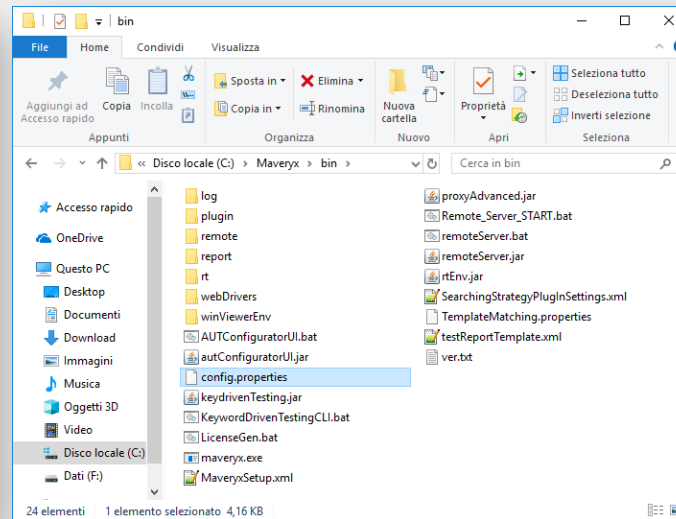 bin
File Home Condividi Visualizza
Aggiungi ad Accesso rapido
Copia
Incolla
Sposta in
Copia in
Elimina
Rinomina
Nuova cartella
Proprietà
Seleziona tutto
Deseleziona tutto
Inverti selezione
Appunti Organizza Nuovo Apri Seleziona
« Disco locale (C:) > Maveryx > bin >
Cerca in bin
Accesso rapido
OneDrive
Questo PC
Desktop
Documenti
Download
Immagini
Musica
Oggetti 3D
Video
Disco locale (C:)
Dati (F:)
log
plugin
remote
report
rt
webDrivers
winViewerEnv
AUTConfiguratorUI.bat
autConfiguratorUI.jar
config.properties
keydrivenTesting.jar
KeywordDrivenTestingCLI.bat
LicenseGen.bat
maveryx.exe
MaveryxSetup.xml
proxyAdvanced.jar
Remote_Server_START.bat
remoteServer.bat
remoteServer.jar
rtEnv.jar
SearchingStrategyPlugInSettings.xml
TemplateMatching.properties
testReportTemplate.xml
ver.txt
24 elementi 1 elemento selezionato 4,16 KB